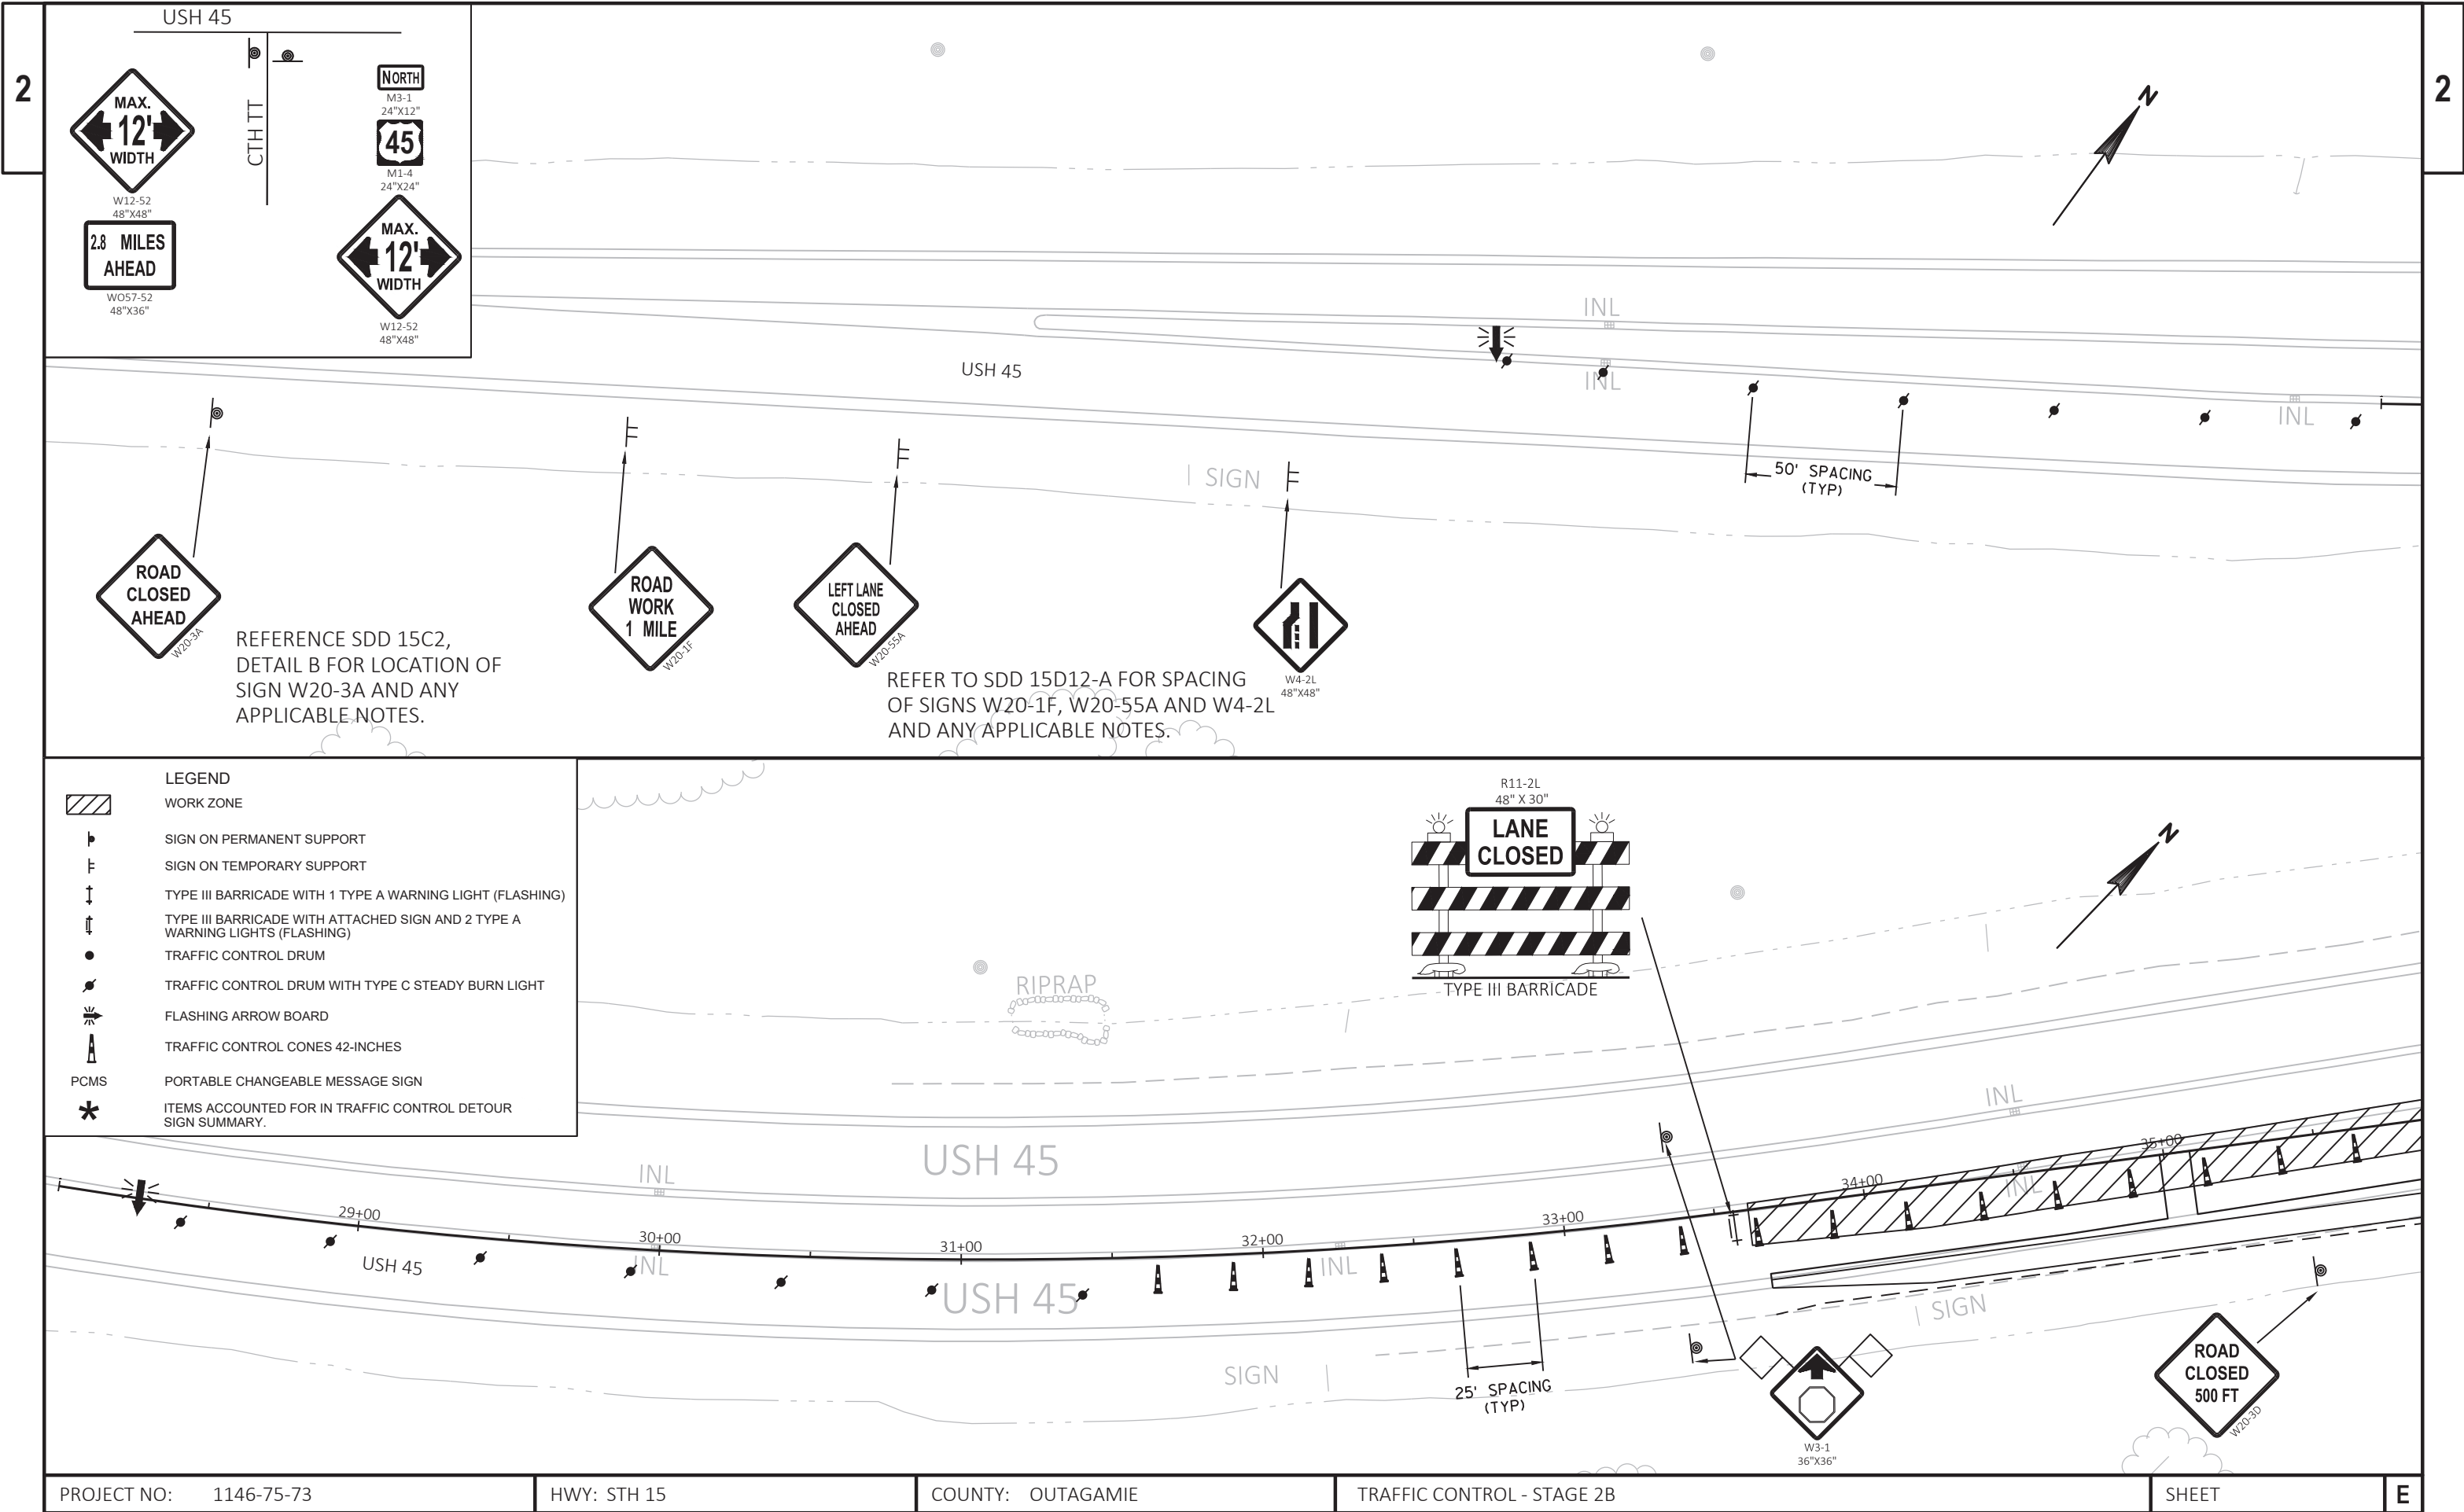 2
2
USH 45
CTH TT
MAX.
12'
WIDTH
W12-52
48"X48"
2.8 MILES
AHEAD
WO57-52
48"X36"
NORTH
M3-1
24"X12"
45
M1-4
24"X24"
MAX.
12'
WIDTH
W12-52
48"X48"
N
INL
USH 45
INL
INL
SIGN
50' SPACING
(TYP)
ROAD
CLOSED
AHEAD
W20-3A
REFERENCE SDD 15C2,
DETAIL B FOR LOCATION OF
SIGN W20-3A AND ANY
APPLICABLE NOTES.
ROAD
WORK
1 MILE
W20-1F
LEFT LANE
CLOSED
AHEAD
W20-55A
REFER TO SDD 15D12-A FOR SPACING
OF SIGNS W20-1F, W20-55A AND W4-2L
AND ANY APPLICABLE NOTES.
W4-2L
48"X48"
LEGEND
WORK ZONE
SIGN ON PERMANENT SUPPORT
SIGN ON TEMPORARY SUPPORT
TYPE III BARRICADE WITH 1 TYPE A WARNING LIGHT (FLASHING)
TYPE III BARRICADE WITH ATTACHED SIGN AND 2 TYPE A
WARNING LIGHTS (FLASHING)
TRAFFIC CONTROL DRUM
TRAFFIC CONTROL DRUM WITH TYPE C STEADY BURN LIGHT
FLASHING ARROW BOARD
TRAFFIC CONTROL CONES 42-INCHES
PCMS PORTABLE CHANGEABLE MESSAGE SIGN
* ITEMS ACCOUNTED FOR IN TRAFFIC CONTROL DETOUR
SIGN SUMMARY.
R11-2L
48" X 30"
LANE
CLOSED
TYPE III BARRICADE
N
RIPRAP
INL
USH 45
INL
29+00
30+00
31+00
32+00
33+00
34+00
35+00
USH 45
INL
USH 45
INL
INL
SIGN
SIGN
25' SPACING
(TYP)
W3-1
36"X36"
ROAD
CLOSED
500 FT
W20-3D
PROJECT NO: 1146-75-73
HWY: STH 15
COUNTY: OUTAGAMIE
TRAFFIC CONTROL - STAGE 2B
SHEET
E